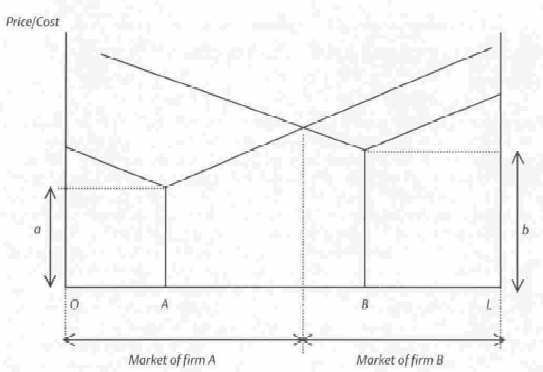 Price/Cost
a
b
O
A
B
L
Market of firm A
Market of firm B